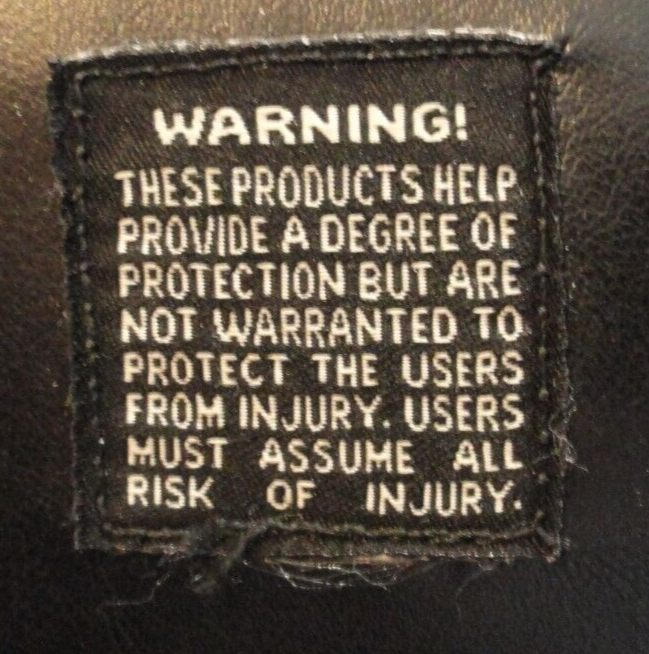 WARNING!
THESE PRODUCTS HELP
PROVIDE A DEGREE OF
PROTECTION BUT ARE
NOT WARRANTED TO
PROTECT THE USERS
FROM INJURY. USERS
MUST ASSUME ALL
RISK OF INJURY.